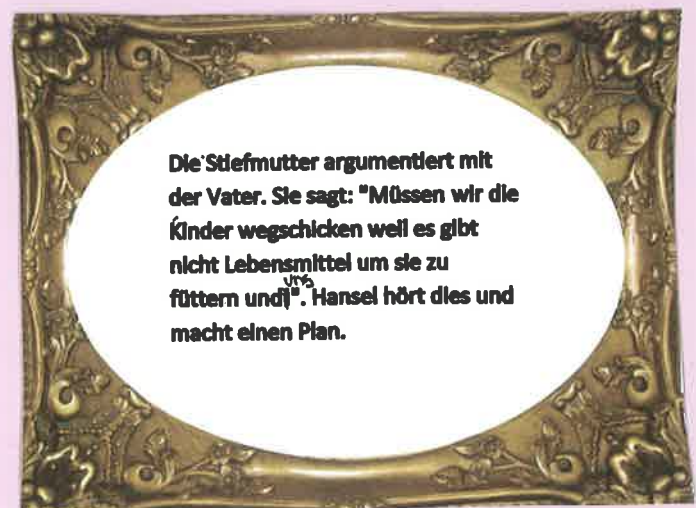 Die Stiefmutter argumentiert mit
der Vater. Sie sagt: "Müssen wir die
Kinder wegschicken weil es gibt
nicht Lebensmittel um sie zu
füttern und uns". Hansel hört dies und
macht einen Plan.